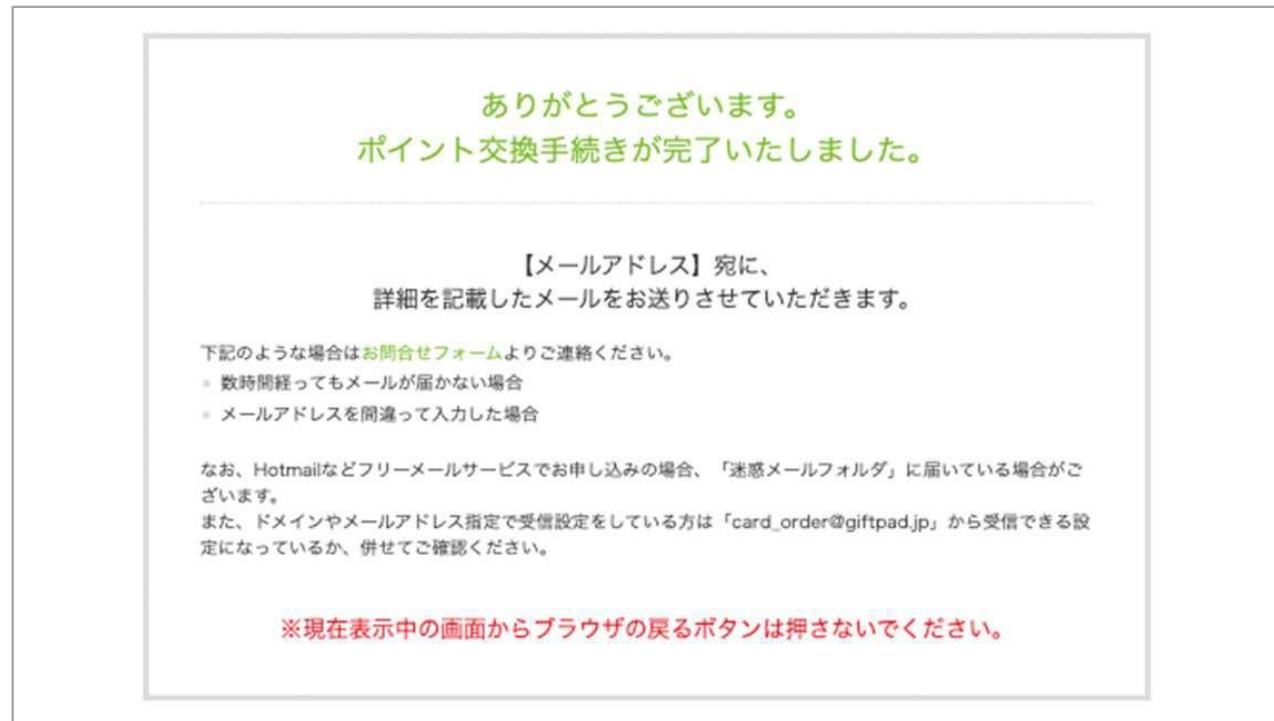 ありがとうございます。
ポイント交換手続きが完了いたしました。
【メールアドレス】宛に、
詳細を記載したメールをお送りさせていただきます。
下記のような場合はお問合せフォームよりご連絡ください。
数時間経ってもメールが届かない場合
メールアドレスを間違って入力した場合
なお、Hotmailなどフリーメールサービスでお申し込みの場合、「迷惑メールフォルダ」に届いている場合がご
ざいます。
また、ドメインやメールアドレス指定で受信設定をしている方は「card_order@giftpad.jp」から受信できる設
定になっているか、併せてご確認ください。
※現在表示中の画面からブラウザの戻るボタンは押さないでください。